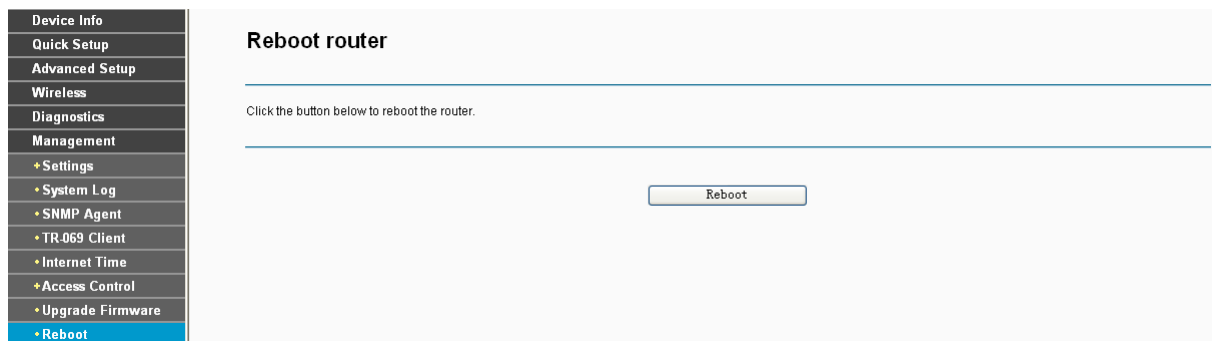 Device Info
Quick Setup
Advanced Setup
Wireless
Diagnostics
Management
+Settings
•System Log
•SNMP Agent
•TR-069 Client
•Internet Time
+Access Control
•Upgrade Firmware
•Reboot
Reboot router
Click the button below to reboot the router.
Reboot